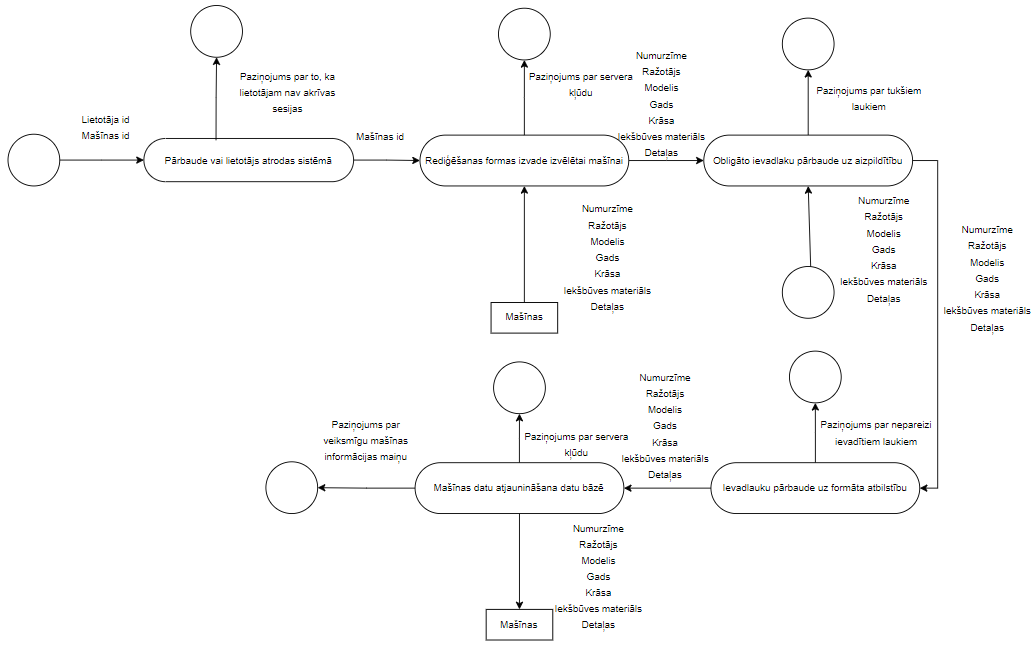 Lietotāja id
Mašīnas id
Paziņojums par to, ka
lietotājam nav akrīvas
sesijas
Pārbaude vai lietotājs atrodas sistēmā
Mašīnas id
Paziņojums par servera
kļūdu
Rediģēšanas formas izvade izvēlētai mašīnai
Numurzīme
Ražotājs
Modelis
Gads
Krāsa
Iekšbūves materiāls
Detaļas
Numurzīme
Ražotājs
Modelis
Gads
Krāsa
Iekšbūves materiāls
Detaļas
Mašīnas
Paziņojums par tukšiem
laukiem
Obligāto ievadlaku pārbaude uz aizpildītību
Numurzīme
Ražotājs
Modelis
Gads
Krāsa
Iekšbūves materiāls
Detaļas
Numurzīme
Ražotājs
Modelis
Gads
Krāsa
Iekšbūves materiāls
Detaļas
Paziņojums par nepareizi
ievadītiem laukiem
Ievadlauku pārbaude uz formāta atbilstību
Numurzīme
Ražotājs
Modelis
Gads
Krāsa
Iekšbūves materiāls
Detaļas
Paziņojums par servera
kļūdu
Mašīnas datu atjaunināšana datu bāzē
Paziņojums par
veiksmīgu mašīnas
informācijas maiņu
Numurzīme
Ražotājs
Modelis
Gads
Krāsa
Iekšbūves materiāls
Detaļas
Mašīnas